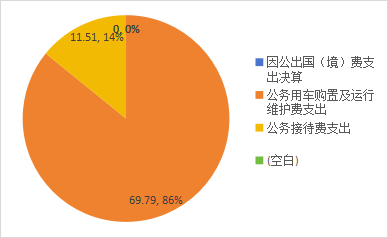 0, 0%
11.51, 14%
69.79, 86%
因公出国（境）费支
出决算
公务用车购置及运行
维护费支出
公务接待费支出
(空白)